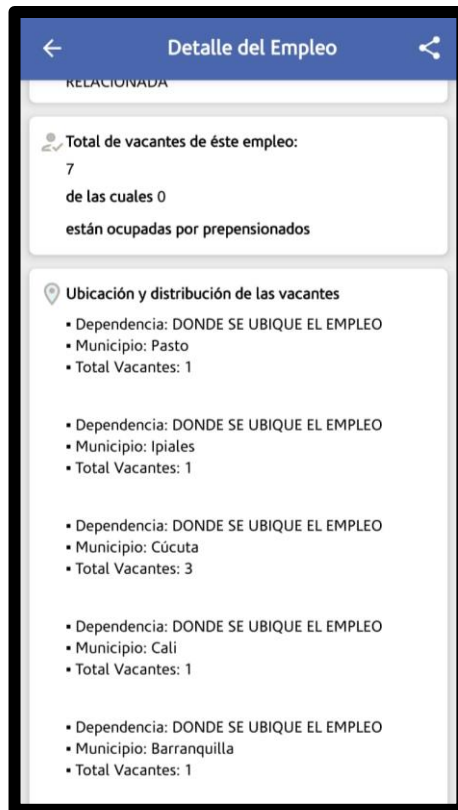 Detalle del Empleo
RELACIONADA
Total de vacantes de éste empleo:
7
de las cuales 0
están ocupadas por prepensionados
Ubicación y distribución de las vacantes
▪ Dependencia: DONDE SE UBIQUE EL EMPLEO
▪ Municipio: Pasto
▪ Total Vacantes: 1
▪ Dependencia: DONDE SE UBIQUE EL EMPLEO
▪ Municipio: Ipiales
▪ Total Vacantes: 1
▪ Dependencia: DONDE SE UBIQUE EL EMPLEO
▪ Municipio: Cúcuta
▪ Total Vacantes: 3
▪ Dependencia: DONDE SE UBIQUE EL EMPLEO
▪ Municipio: Cali
▪ Total Vacantes: 1
▪ Dependencia: DONDE SE UBIQUE EL EMPLEO
▪ Municipio: Barranquilla
▪ Total Vacantes: 1